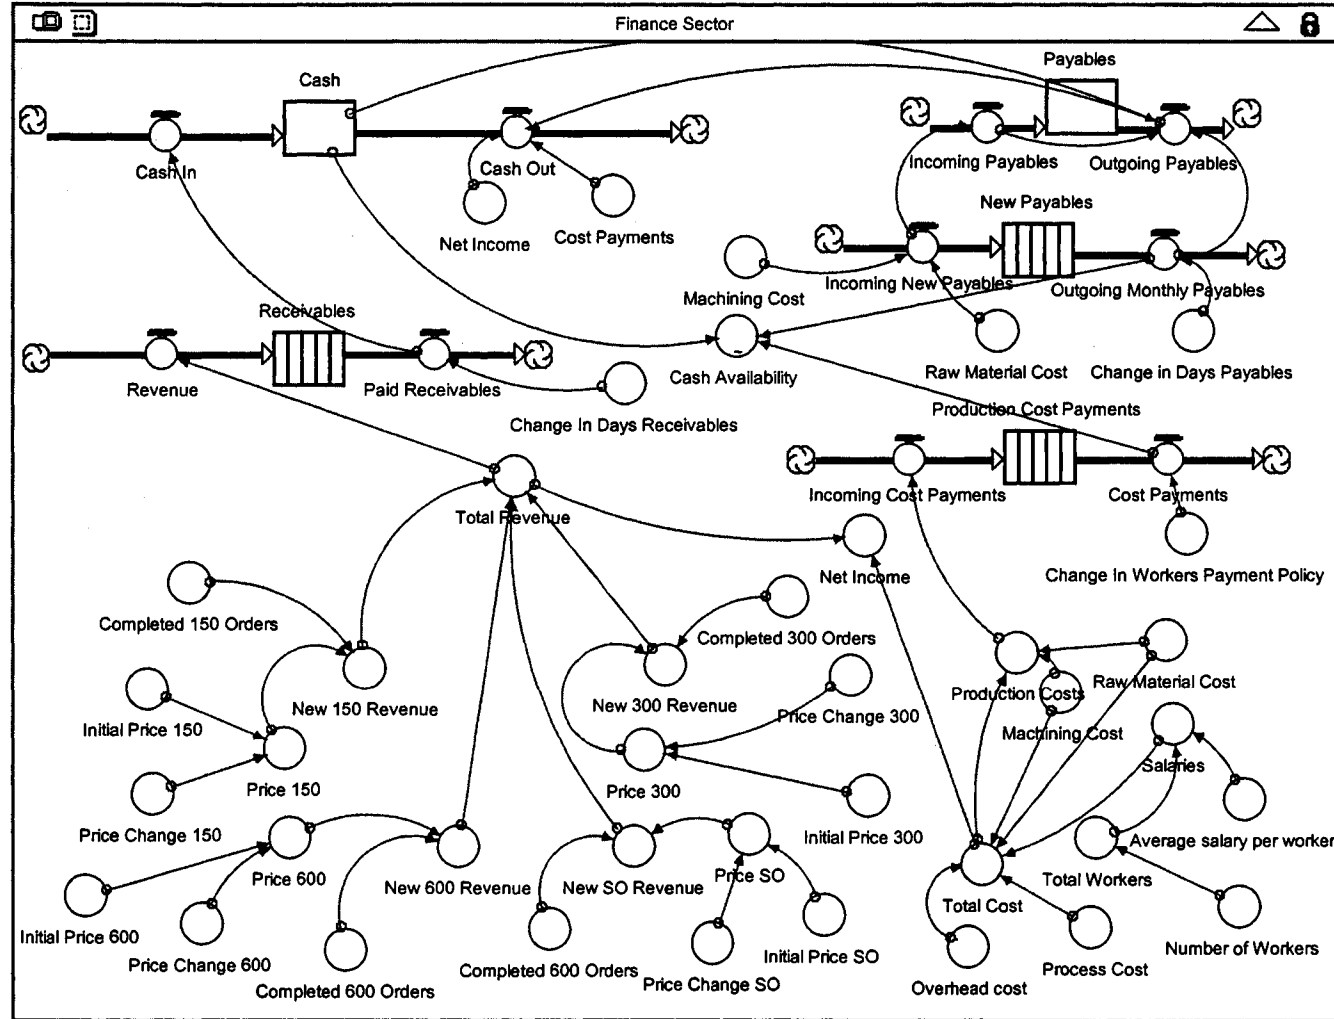 Finance Sector
Cash
Payables
Cash In
Cash Out
Incoming Payables
Outgoing Payables
New Payables
Net Income
Cost Payments
Machining Cost
Incoming New Payables
Outgoing Monthly Payables
Receivables
Revenue
Paid Receivables
Cash Availability
Raw Material Cost
Change in Days Payables
Change In Days Receivables
Production Cost Payments
Incoming Cost Payments
Cost Payments
Total Revenue
Net Income
Change In Workers Payment Policy
Completed 150 Orders
Completed 300 Orders
New 150 Revenue
New 300 Revenue
Production Costs
Raw Material Cost
Initial Price 150
Price Change 300
Machining Cost
Salaries
Price 150
Price 300
Price Change 150
Initial Price 300
Average salary per worker
Price 600
New 600 Revenue
New SO Revenue
Price SO
Total Workers
Total Cost
Initial Price 600
Price Change 600
Completed 600 Orders
Completed 600 Orders
Price Change SO
Initial Price SO
Number of Workers
Process Cost
Overhead cost